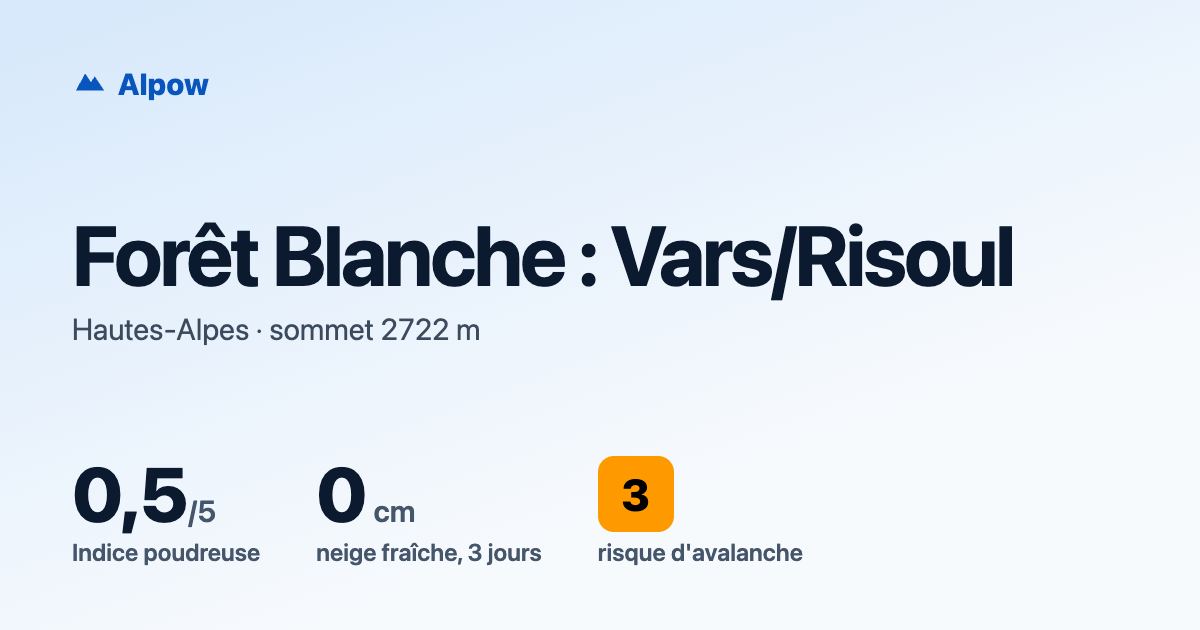 Alpow
Forêt Blanche : Vars/Risoul
Hautes-Alpes · sommet 2722 m
0,5/5
Indice poudreuse
0 cm
neige fraîche, 3 jours
3
risque d'avalanche